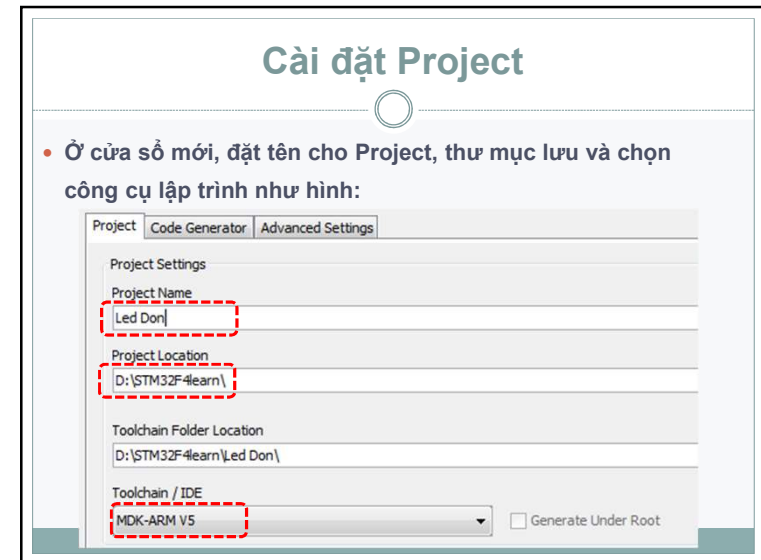 Cài đặt Project
• Ở cửa sổ mới, đặt tên cho Project, thư mục lưu và chọn
công cụ lập trình như hình:
Project Code Generator Advanced Settings
Project Settings
Project Name
Led Don
Project Location
D:\STM32F4learn\
Toolchain Folder Location
D:\STM32F4learn\Led Don\
Toolchain / IDE
MDK-ARM V5 Generate Under Root